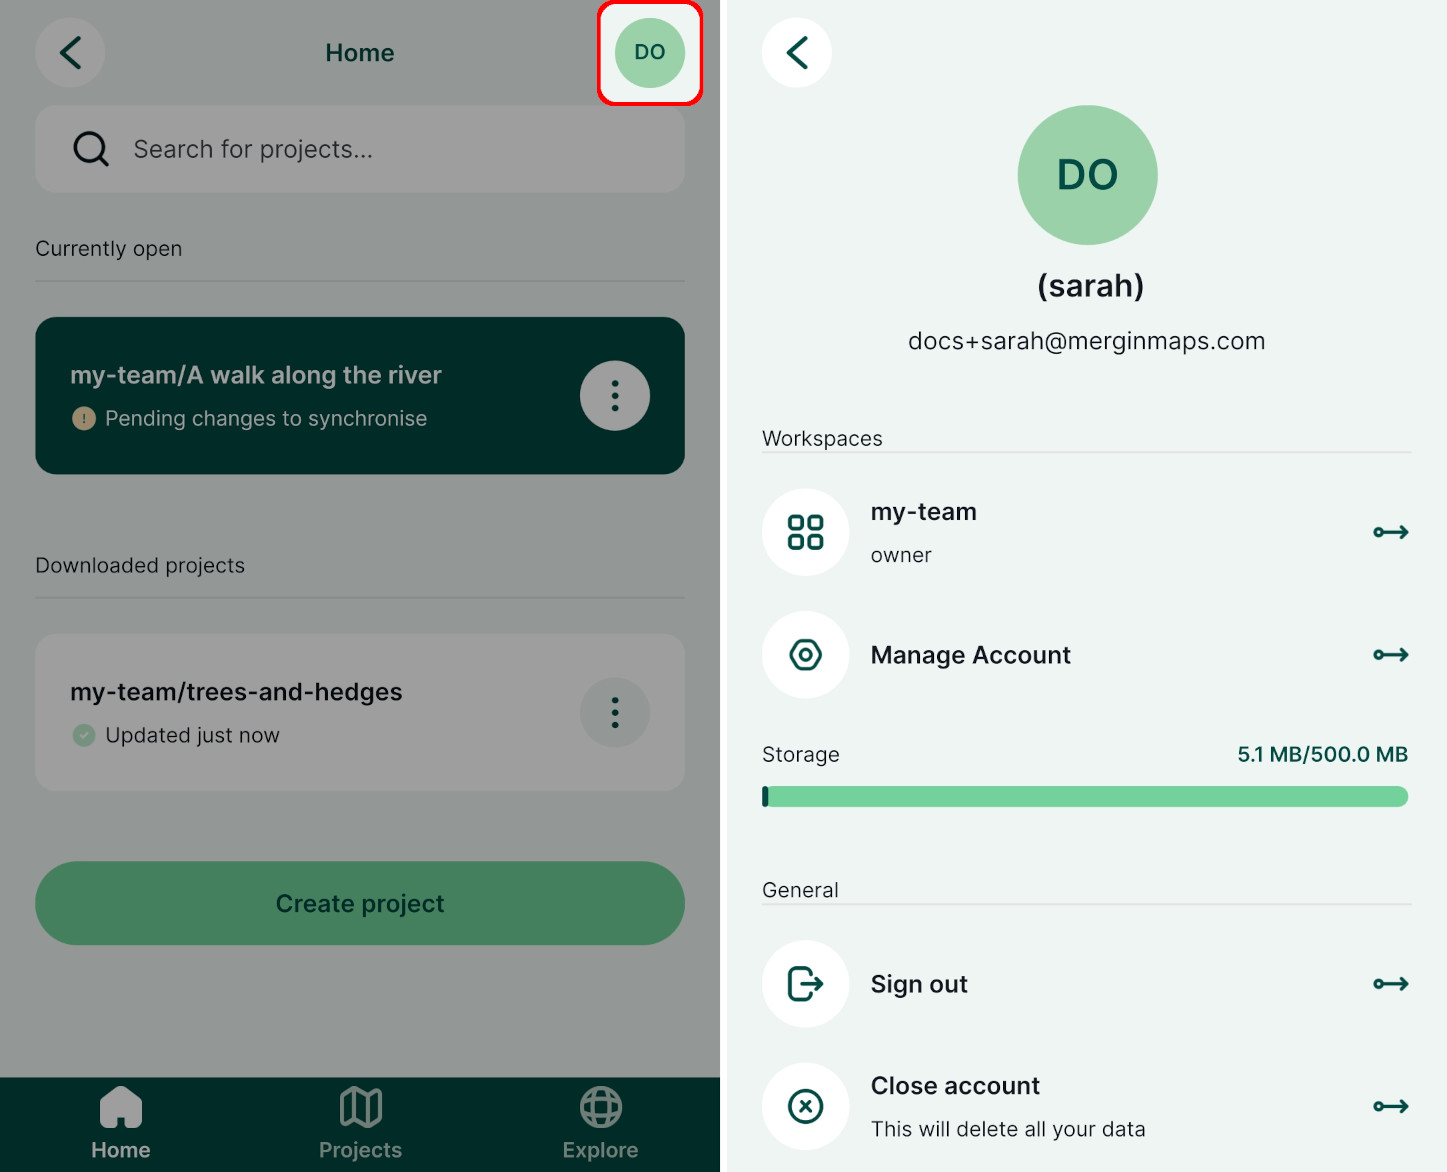 Home
DO
Search for projects...
Currently open
my-team/A walk along the river
Pending changes to synchronise
Downloaded projects
my-team/trees-and-hedges
Updated just now
Create project
Home
Projects
Explore
DO
(sarah)
docs+sarah@merginmaps.com
Workspaces
my-team
owner
Manage Account
Storage
5.1 MB/500.0 MB
General
Sign out
Close account
This will delete all your data